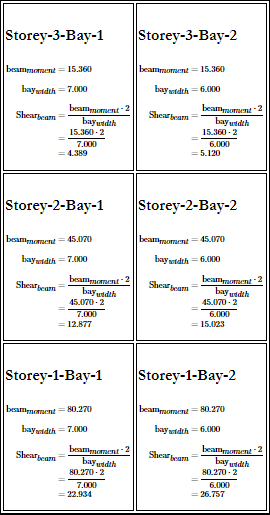 Storey-3-Bay-1
beam_moment = 15.360
bay_width = 7.000
Shear_beam = beam_moment · 2 / bay_width
= 15.360 · 2 / 7.000
= 4.389
Storey-3-Bay-2
beam_moment = 15.360
bay_width = 6.000
Shear_beam = beam_moment · 2 / bay_width
= 15.360 · 2 / 6.000
= 5.120
Storey-2-Bay-1
beam_moment = 45.070
bay_width = 7.000
Shear_beam = beam_moment · 2 / bay_width
= 45.070 · 2 / 7.000
= 12.877
Storey-2-Bay-2
beam_moment = 45.070
bay_width = 6.000
Shear_beam = beam_moment · 2 / bay_width
= 45.070 · 2 / 6.000
= 15.023
Storey-1-Bay-1
beam_moment = 80.270
bay_width = 7.000
Shear_beam = beam_moment · 2 / bay_width
= 80.270 · 2 / 7.000
= 22.934
Storey-1-Bay-2
beam_moment = 80.270
bay_width = 6.000
Shear_beam = beam_moment · 2 / bay_width
= 80.270 · 2 / 6.000
= 26.757